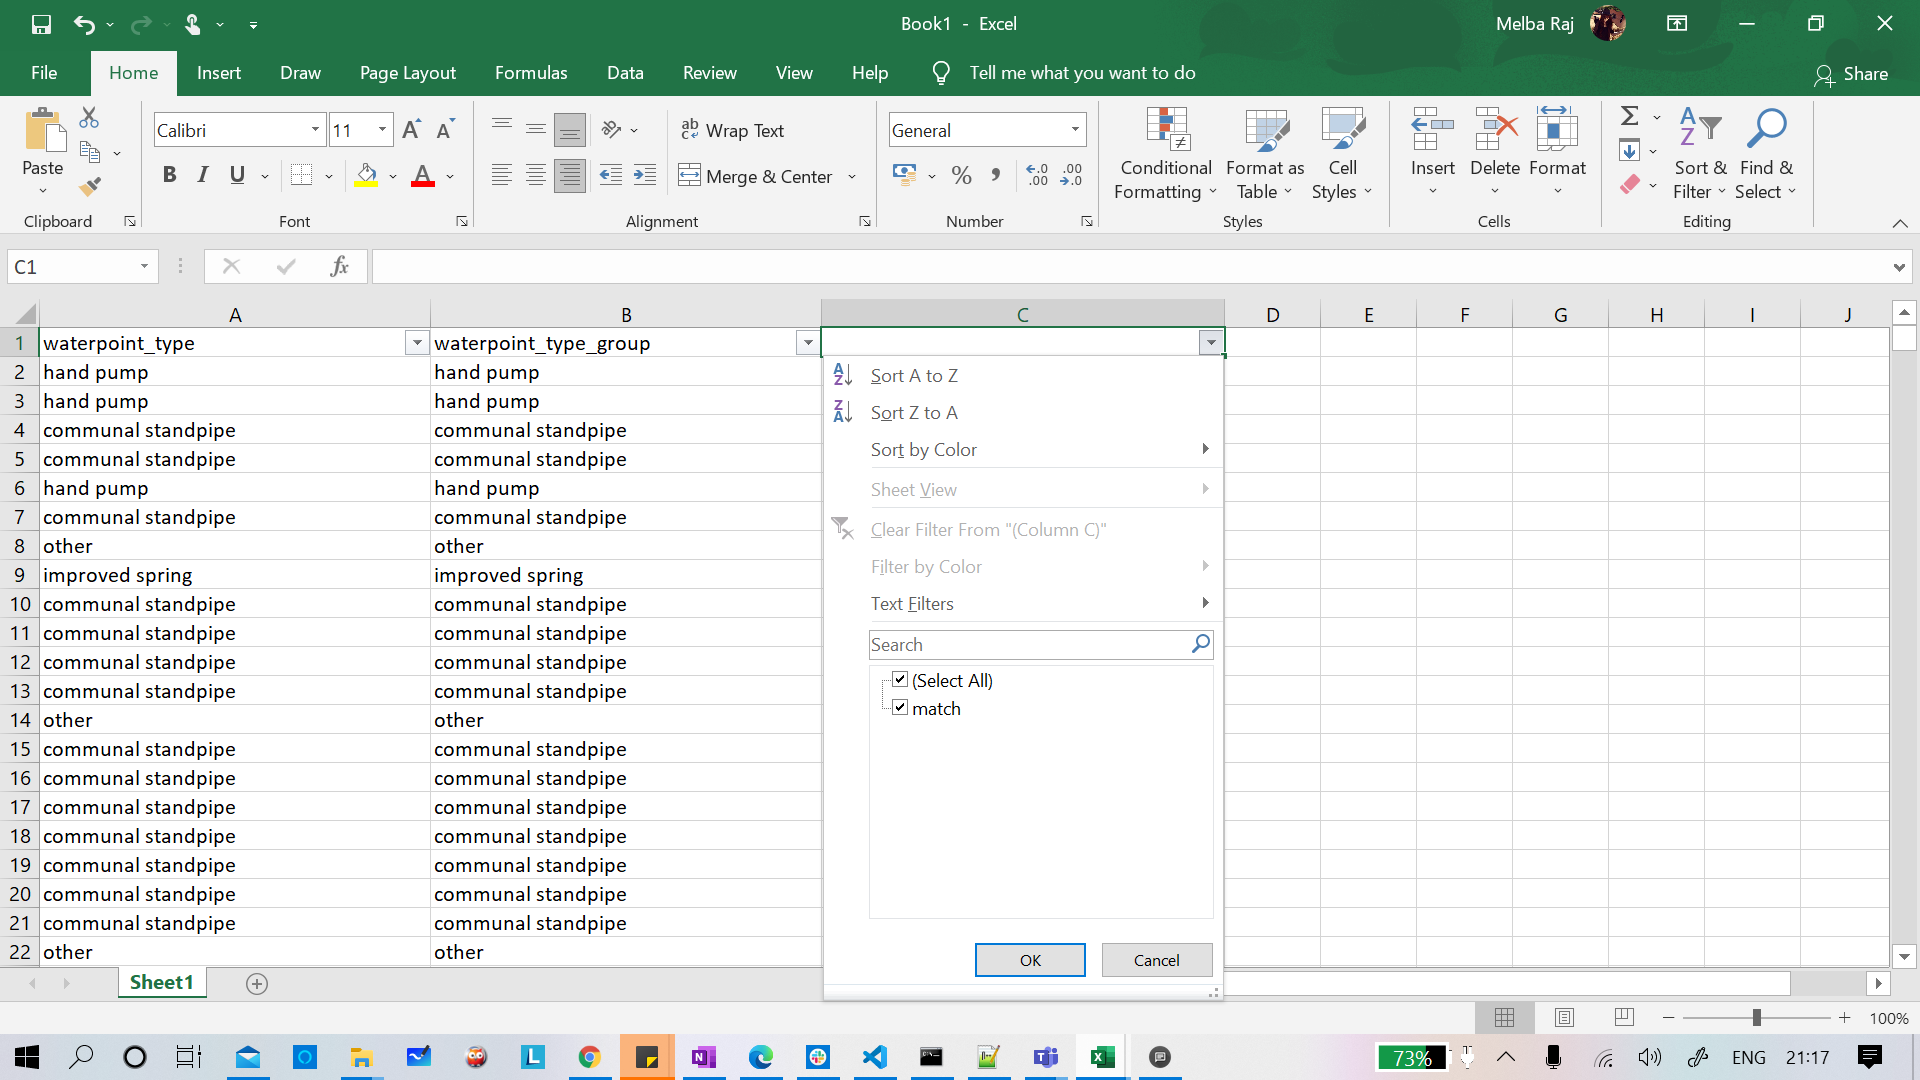 Book1 - Excel
Melba Raj
File Home Insert Draw Page Layout Formulas Data Review View Help Tell me what you want to do
Share
Paste
Clipboard
Calibri 11
B I U
Font
Wrap Text
Merge & Center
Alignment
General
Number
Conditional Formatting
Format as Table
Cell Styles
Styles
Insert Delete Format
Cells
Sort & Filter
Find & Select
Editing
C1
fx
A B C D E F G H I J
1 waterpoint_type waterpoint_type_group
2 hand pump hand pump
3 hand pump hand pump
4 communal standpipe communal standpipe
5 communal standpipe communal standpipe
6 hand pump hand pump
7 communal standpipe communal standpipe
8 other other
9 improved spring improved spring
10 communal standpipe communal standpipe
11 communal standpipe communal standpipe
12 communal standpipe communal standpipe
13 communal standpipe communal standpipe
14 other other
15 communal standpipe communal standpipe
16 communal standpipe communal standpipe
17 communal standpipe communal standpipe
18 communal standpipe communal standpipe
19 communal standpipe communal standpipe
20 communal standpipe communal standpipe
21 communal standpipe communal standpipe
22 other other
Sort A to Z
Sort Z to A
Sort by Color
Sheet View
Clear Filter From "(Column C)"
Filter by Color
Text Filters
Search
(Select All)
match
OK Cancel
Sheet1
100%
73% ENG 21:17